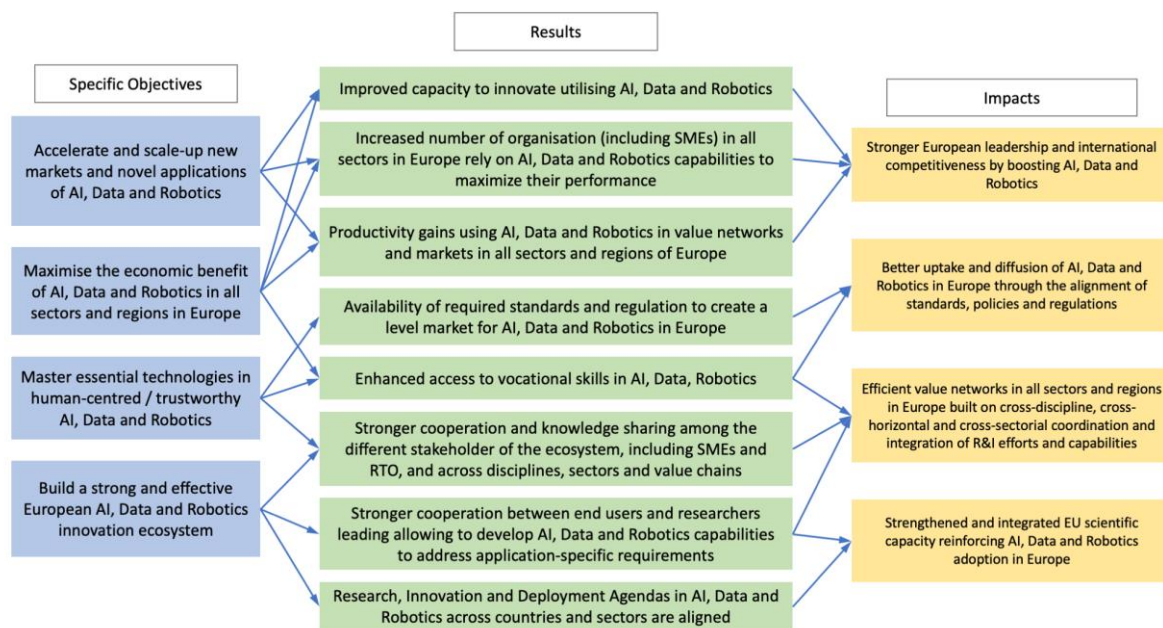 Results
Specific Objectives
Impacts
Accelerate and scale-up new
markets and novel applications
of AI, Data and Robotics
Maximise the economic benefit
of AI, Data and Robotics in all
sectors and regions in Europe
Master essential technologies in
human-centred / trustworthy
AI, Data and Robotics
Build a strong and effective
European AI, Data and Robotics
innovation ecosystem
Improved capacity to innovate utilising AI, Data and Robotics
Increased number of organisation (including SMEs) in all
sectors in Europe rely on AI, Data and Robotics capabilities to
maximize their performance
Productivity gains using AI, Data and Robotics in value networks
and markets in all sectors and regions of Europe
Availability of required standards and regulation to create a
level market for AI, Data and Robotics in Europe
Enhanced access to vocational skills in AI, Data, Robotics
Stronger cooperation and knowledge sharing among the
different stakeholder of the ecosystem, including SMEs and
RTO, and across disciplines, sectors and value chains
Stronger cooperation between end users and researchers
leading allowing to develop AI, Data and Robotics capabilities
to address application-specific requirements
Research, Innovation and Deployment Agendas in AI, Data and
Robotics across countries and sectors are aligned
Stronger European leadership and international
competitiveness by boosting AI, Data and
Robotics
Better uptake and diffusion of AI, Data and
Robotics in Europe through the alignment of
standards, policies and regulations
Efficient value networks in all sectors and regions
in Europe built on cross-discipline, cross-
horizontal and cross-sectorial coordination and
integration of R&I efforts and capabilities
Strengthened and integrated EU scientific
capacity reinforcing AI, Data and Robotics
adoption in Europe